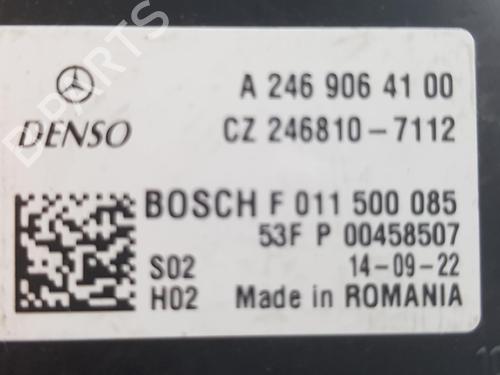 PARTS
A 246 906 41 00
DENSO CZ 246810-7112
BOSCH F 011 500 085
53F P 00458507
S02 14-09-22
H02 Made in ROMANIA